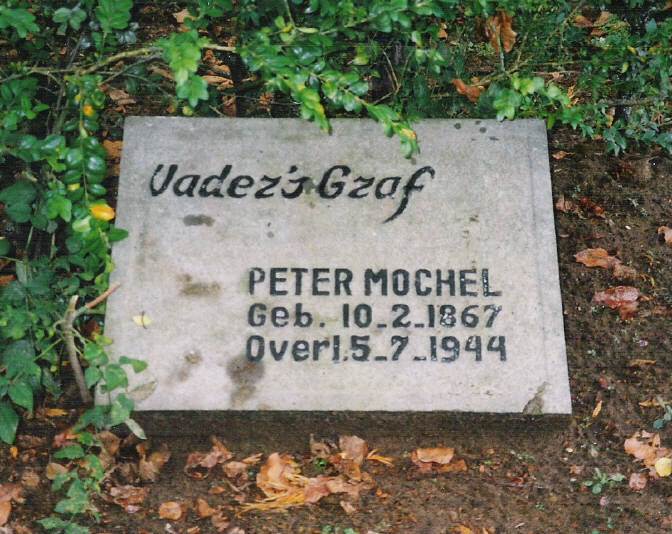 Vader's Graf
PETER MOCHEL
Geb. 10-2-1867
Overl. 5-7-1944